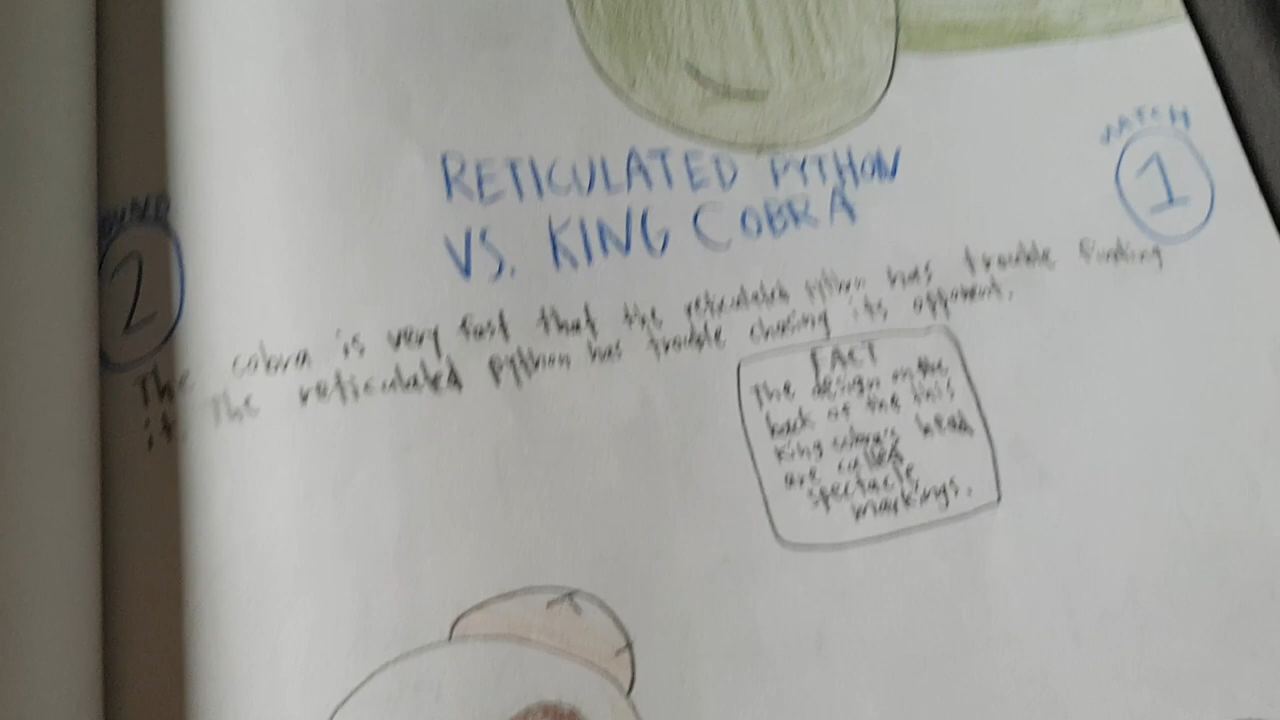 MATCH
1
RETICULATED PYTHON
VS. KING COBRA
ROUND
2
The cobra is very fast that the reticulated python has trouble finding
it. The reticulated python has trouble chasing its opponent.
FACT
The design on the
back of the this
king cobra's head
are called
spectacle
markings.